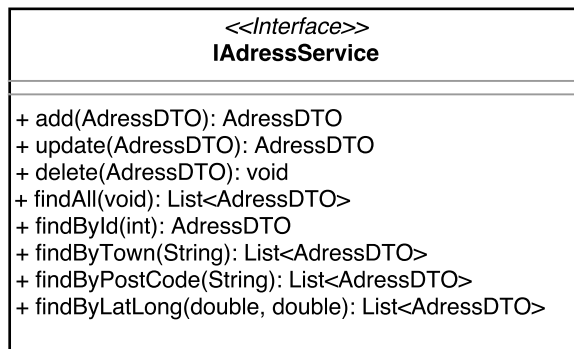 <<Interface>>
IAdressService
+ add(AdressDTO): AdressDTO
+ update(AdressDTO): AdressDTO
+ delete(AdressDTO): void
+ findAll(void): List<AdressDTO>
+ findById(int): AdressDTO
+ findByTown(String): List<AdressDTO>
+ findByPostCode(String): List<AdressDTO>
+ findByLatLong(double, double): List<AdressDTO>